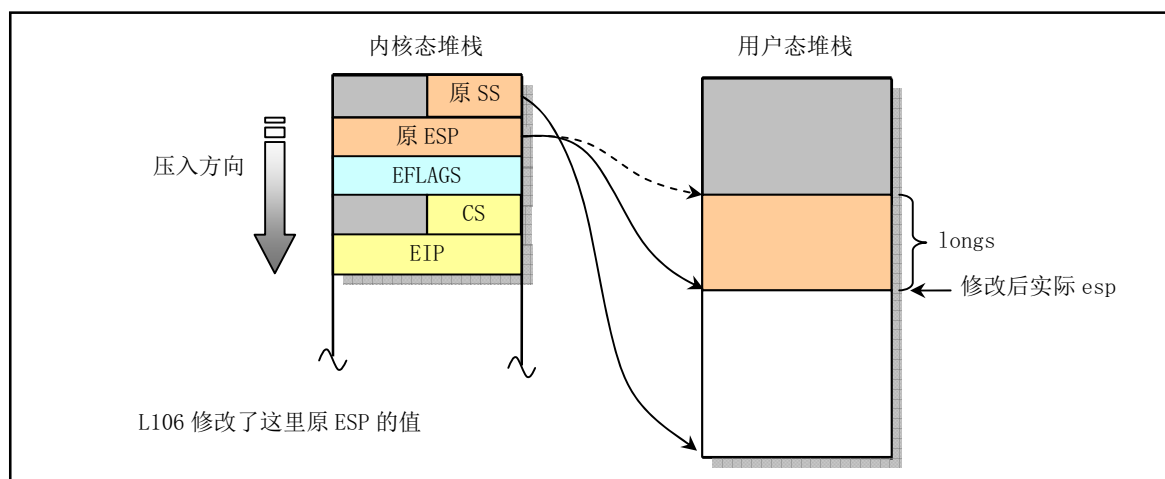 内核态堆栈
用户态堆栈
原 SS
原 ESP
压入方向
EFLAGS
CS
EIP
longs
修改后实际 esp
L106 修改了这里原 ESP 的值